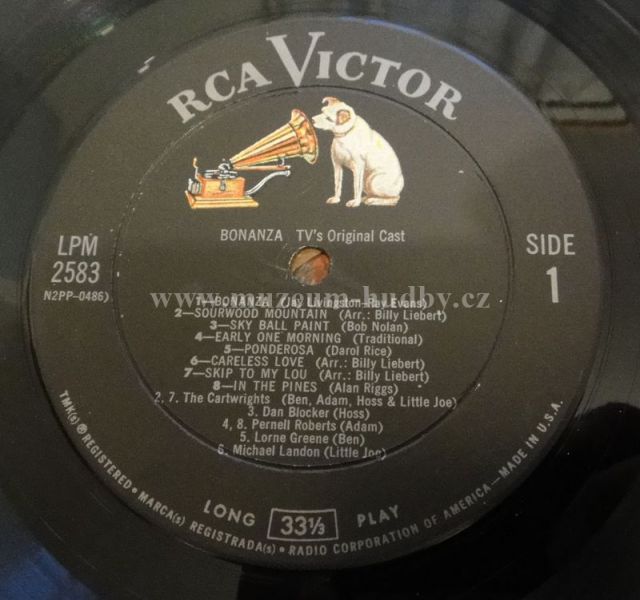 RCA VICTOR
BONANZA TV's Original Cast
LPM
2583
N2PP-0486)
SIDE
1
www.muzeum-hudby.cz
1—BONANZA (Jay Livingston-Ray Evans)
2—SOURWOOD MOUNTAIN (Arr.: Billy Liebert)
3—SKY BALL PAINT (Bob Nolan)
4—EARLY ONE MORNING (Traditional)
5—PONDEROSA (Darol Rice)
6—CARELESS LOVE (Arr.: Billy Liebert)
7—SKIP TO MY LOU (Arr.: Billy Liebert)
8—IN THE PINES (Alan Riggs)
2, 7. The Cartwrights (Ben, Adam, Hoss & Little Joe)
3. Dan Blocker (Hoss)
4, 8. Pernell Roberts (Adam)
5. Lorne Greene (Ben)
6. Michael Landon (Little Joe)
LONG 33⅓ PLAY
TMK(s) ® REGISTERED • MARCA(s) REGISTRADA(s) • RADIO CORPORATION OF AMERICA—MADE IN U.S.A.